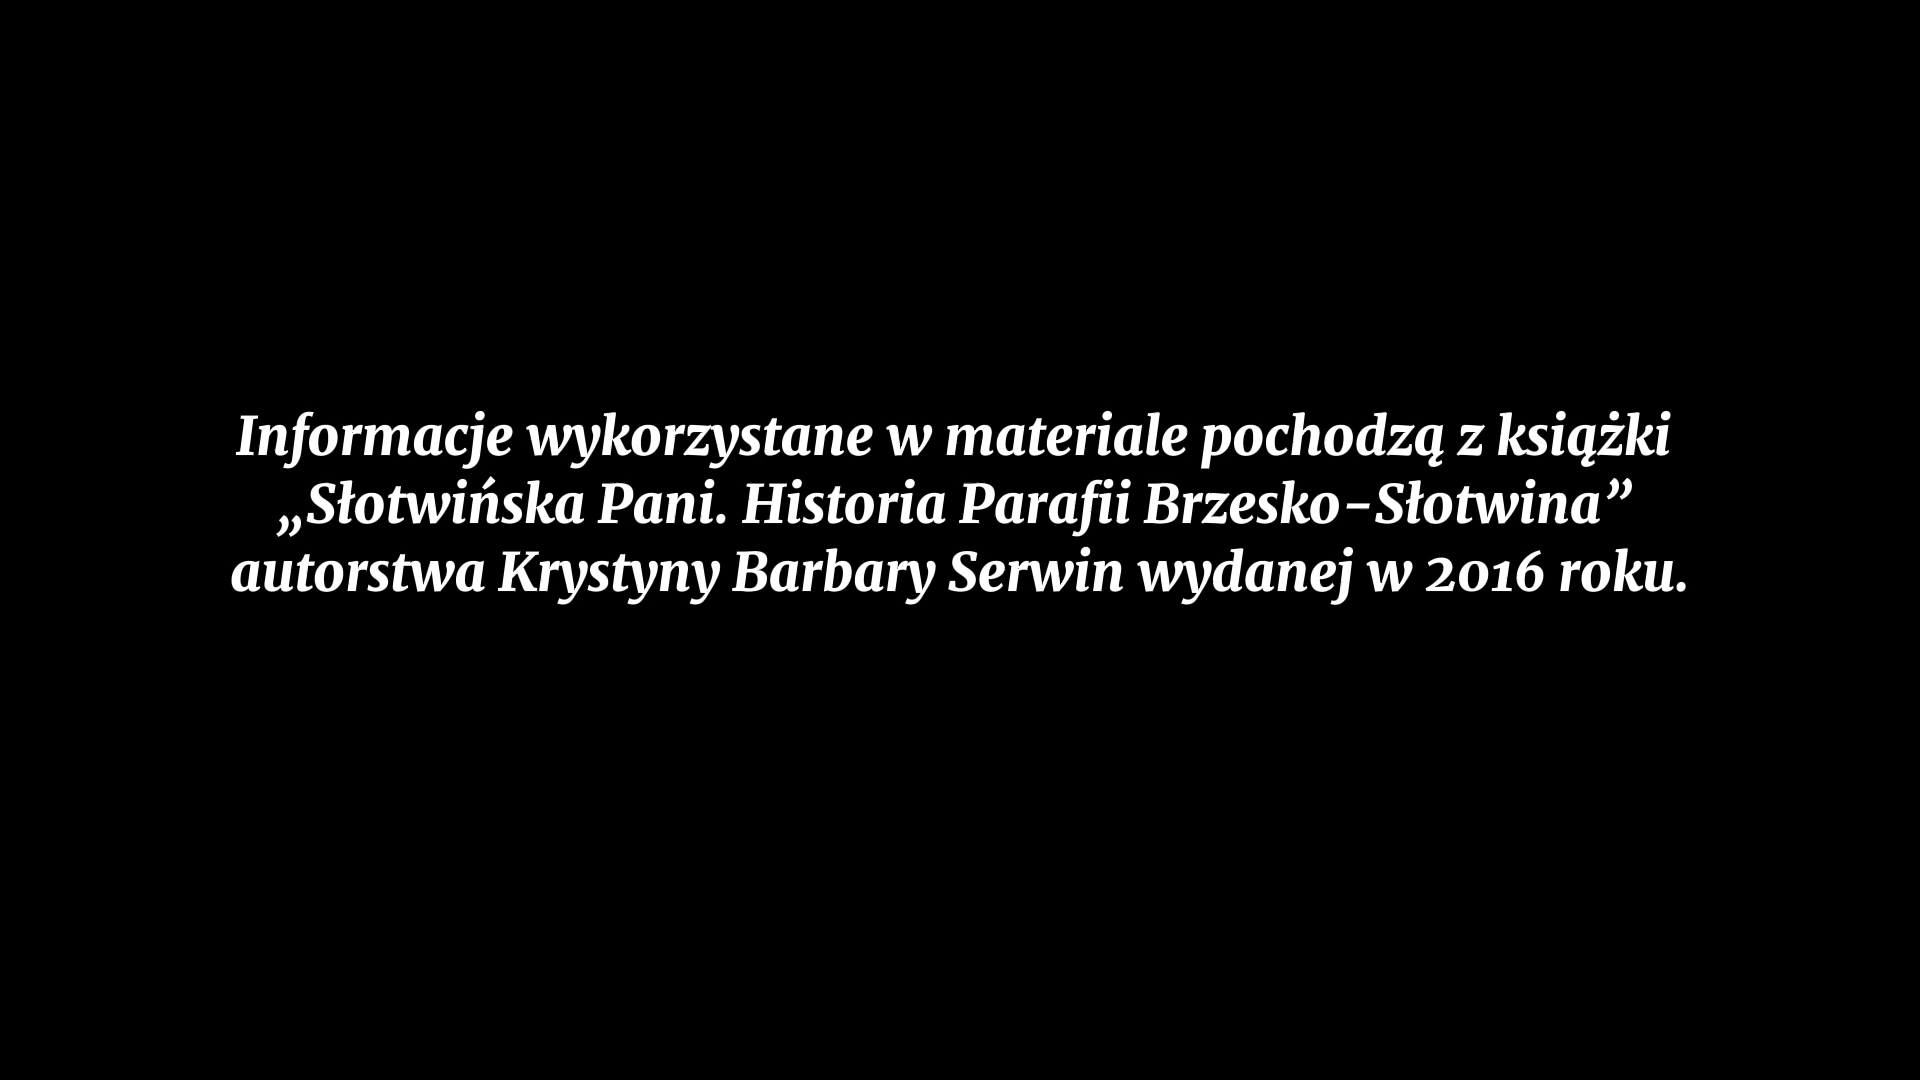 Informacje wykorzystane w materiale pochodzą z książki
„Słotwińska Pani. Historia Parafii Brzesko-Słotwina”
autorstwa Krystyny Barbary Serwin wydanej w 2016 roku.